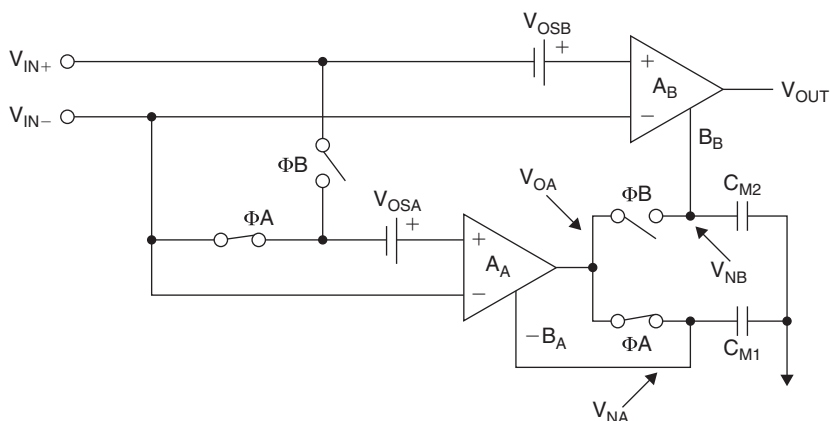 V_OSB
V_IN+
+
+
A_B
V_OUT
V_IN−
−
B_B
ΦB
V_OSA
V_OA
ΦB
C_M2
ΦA
+
+
A_A
V_NB
−
−B_A
ΦA
C_M1
V_NA